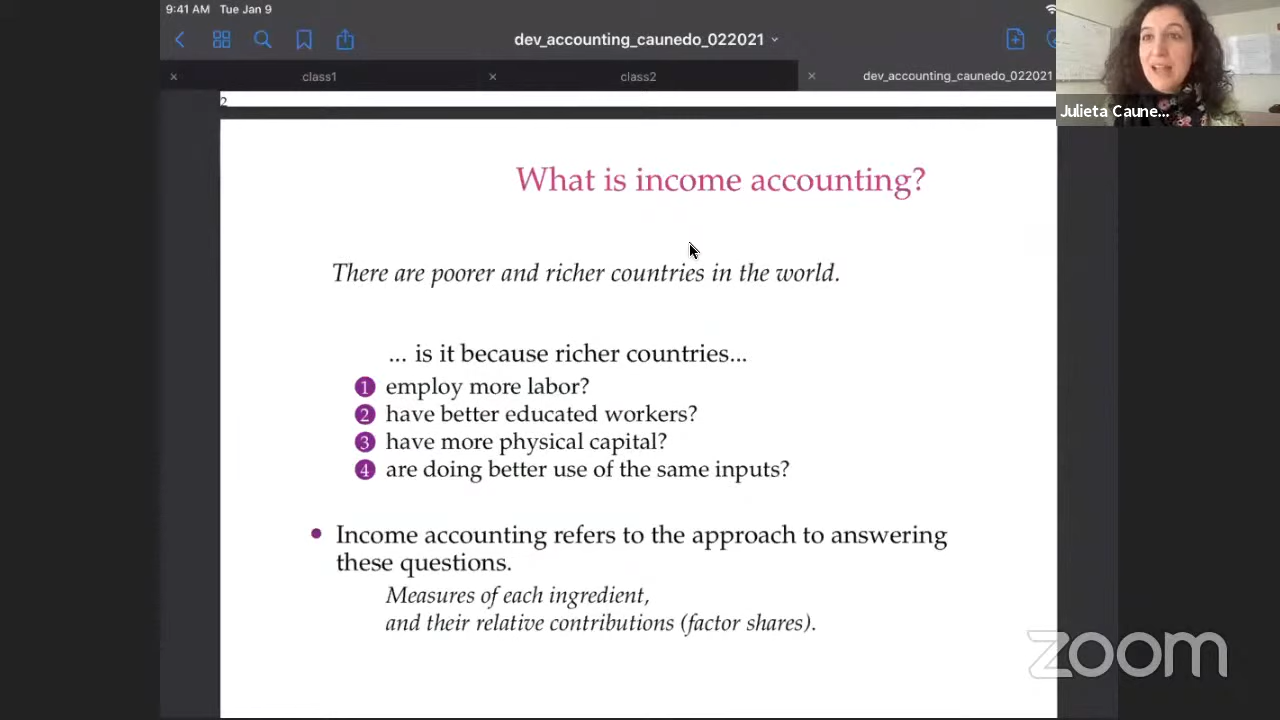 9:41 AM Tue Jan 9
dev_accounting_caunedo_022021
class1
class2
dev_accounting_caunedo_022021
Julieta Caune...
2
What is income accounting?
There are poorer and richer countries in the world.
... is it because richer countries...
1 employ more labor?
2 have better educated workers?
3 have more physical capital?
4 are doing better use of the same inputs?
• Income accounting refers to the approach to answering
these questions.
Measures of each ingredient,
and their relative contributions (factor shares).
zoom